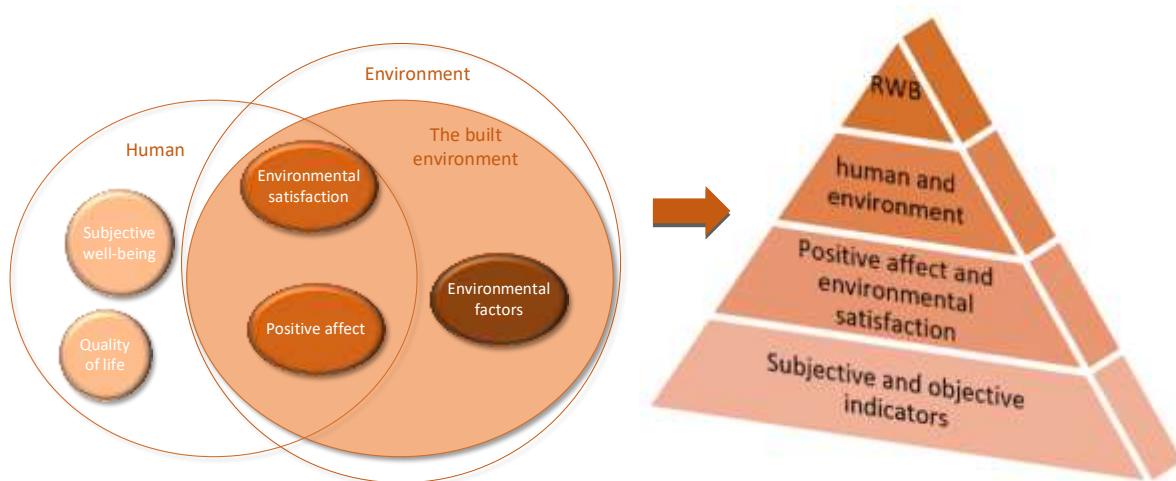 Environment
Human
The built
environment
Environmental
satisfaction
Subjective
well-being
Environmental
factors
Positive affect
Quality
of life
RWB
human and
environment
Positive affect and
environmental
satisfaction
Subjective and objective
indicators